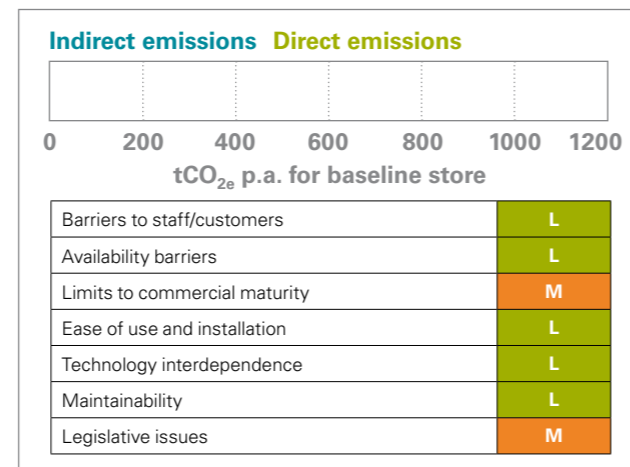 Indirect emissions Direct emissions
0 200 400 600 800 1000 1200
tCO2e p.a. for baseline store
Barriers to staff/customers L
Availability barriers L
Limits to commercial maturity M
Ease of use and installation L
Technology interdependence L
Maintainability L
Legislative issues M